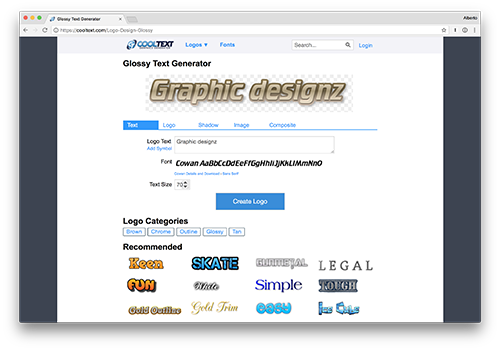 Glossy Text Generator
Alberto
https://cooltext.com/Logo-Design-Glossy
COOLTEXT
Logos ▾
Fonts
Search...
Login
Glossy Text Generator
Graphic designz
Text Logo Shadow Image Composite
Logo Text Graphic designz
Add Symbol
Font Cowan AaBbCcDdEeFfGgHhIiJjKkLlMmNnO
Text Size 70
Create Logo
Logo Categories
Brown Chrome Outline Glossy Tan
Recommended
Keen SKATE GUNMETAL LEGAL
FUN White Simple TOUGH
Gold Outline Gold Trim EASY Ice Cube